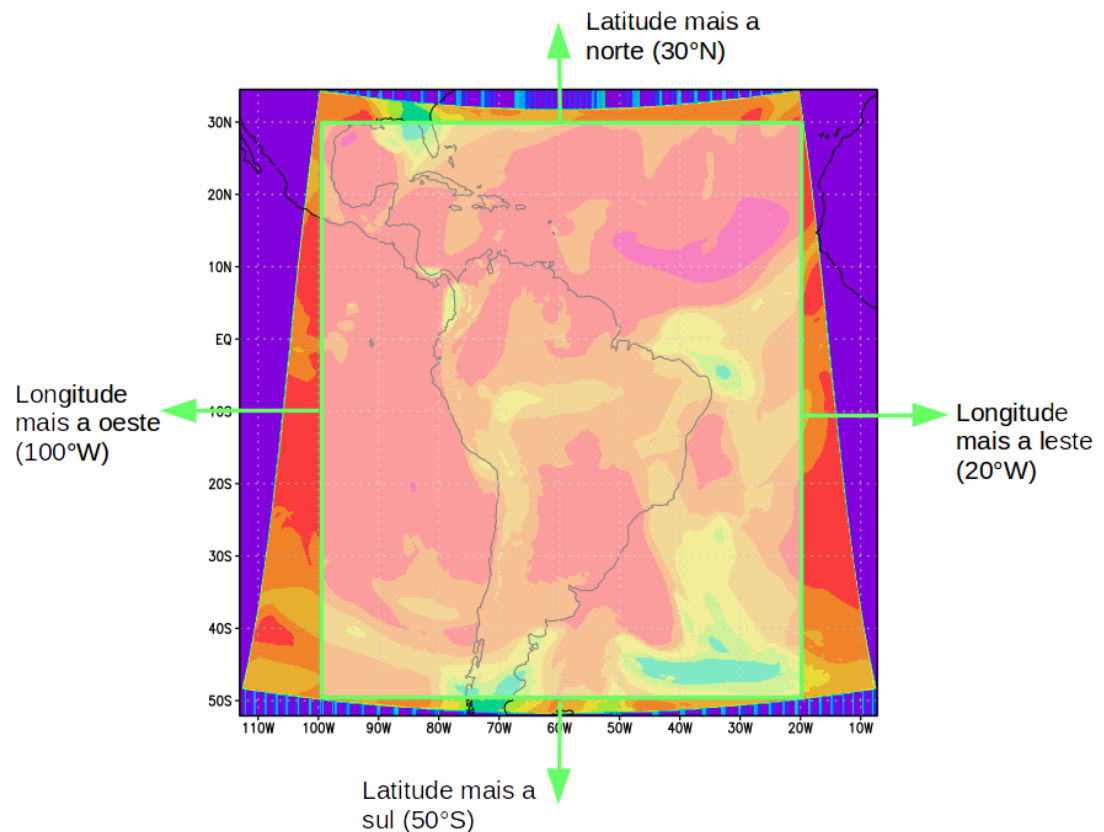 Latitude mais a
norte (30°N)
30N
20N
10N
EQ
10S
20S
30S
40S
50S
Longitude
mais a oeste
(100°W)
Longitude
mais a leste
(20°W)
110W 100W 90W 80W 70W 60W 50W 40W 30W 20W 10W
Latitude mais a
sul (50°S)